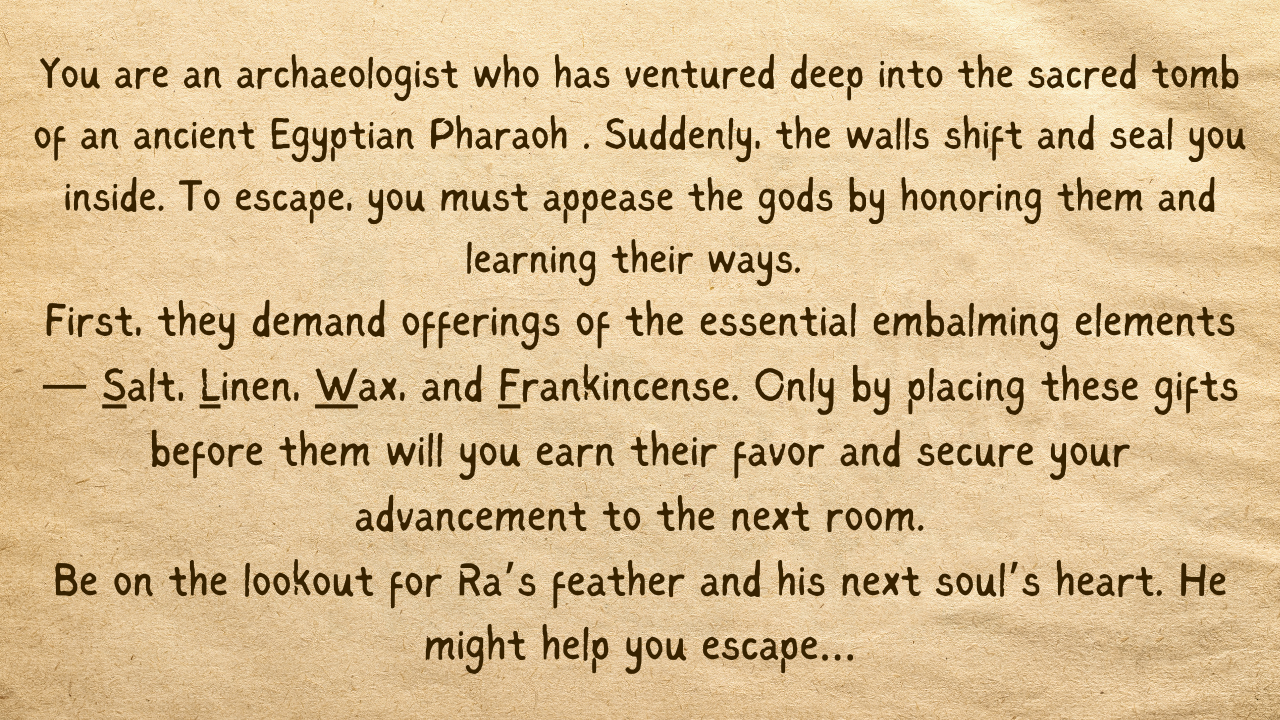 You are an archaeologist who has ventured deep into the sacred tomb
of an ancient Egyptian Pharaoh . Suddenly, the walls shift and seal you
inside. To escape, you must appease the gods by honoring them and
learning their ways.
First, they demand offerings of the essential embalming elements
— Salt, Linen, Wax, and Frankincense. Only by placing these gifts
before them will you earn their favor and secure your
advancement to the next room.
Be on the lookout for Ra's feather and his next soul's heart. He
might help you escape...